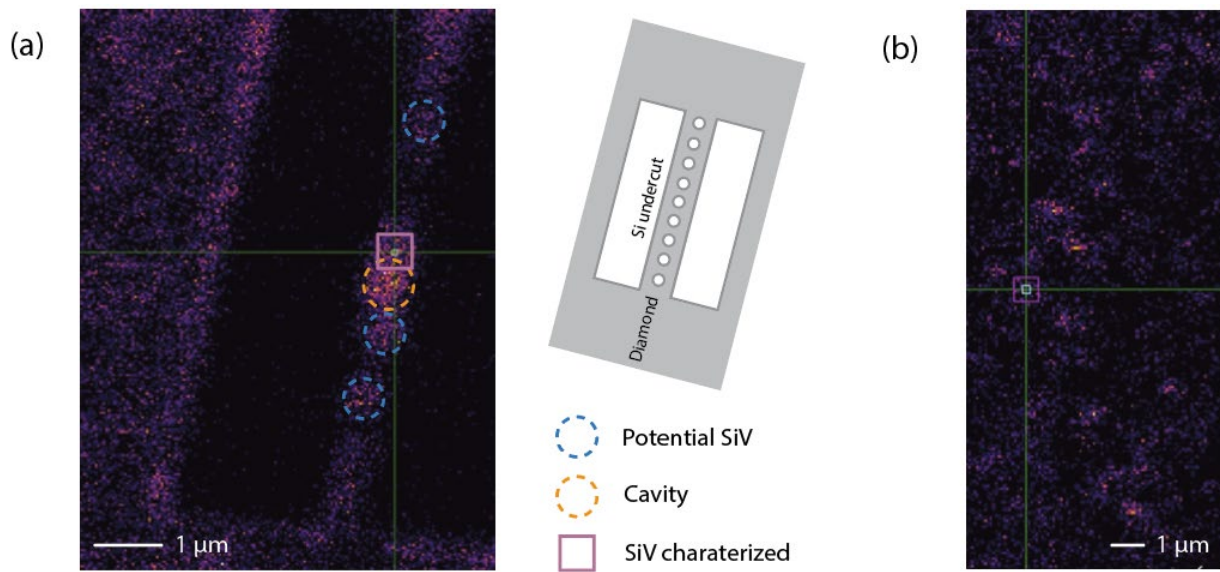 (a)
1 μm
Si undercut
Diamond
Potential SiV
Cavity
SiV charaterized
(b)
1 μm